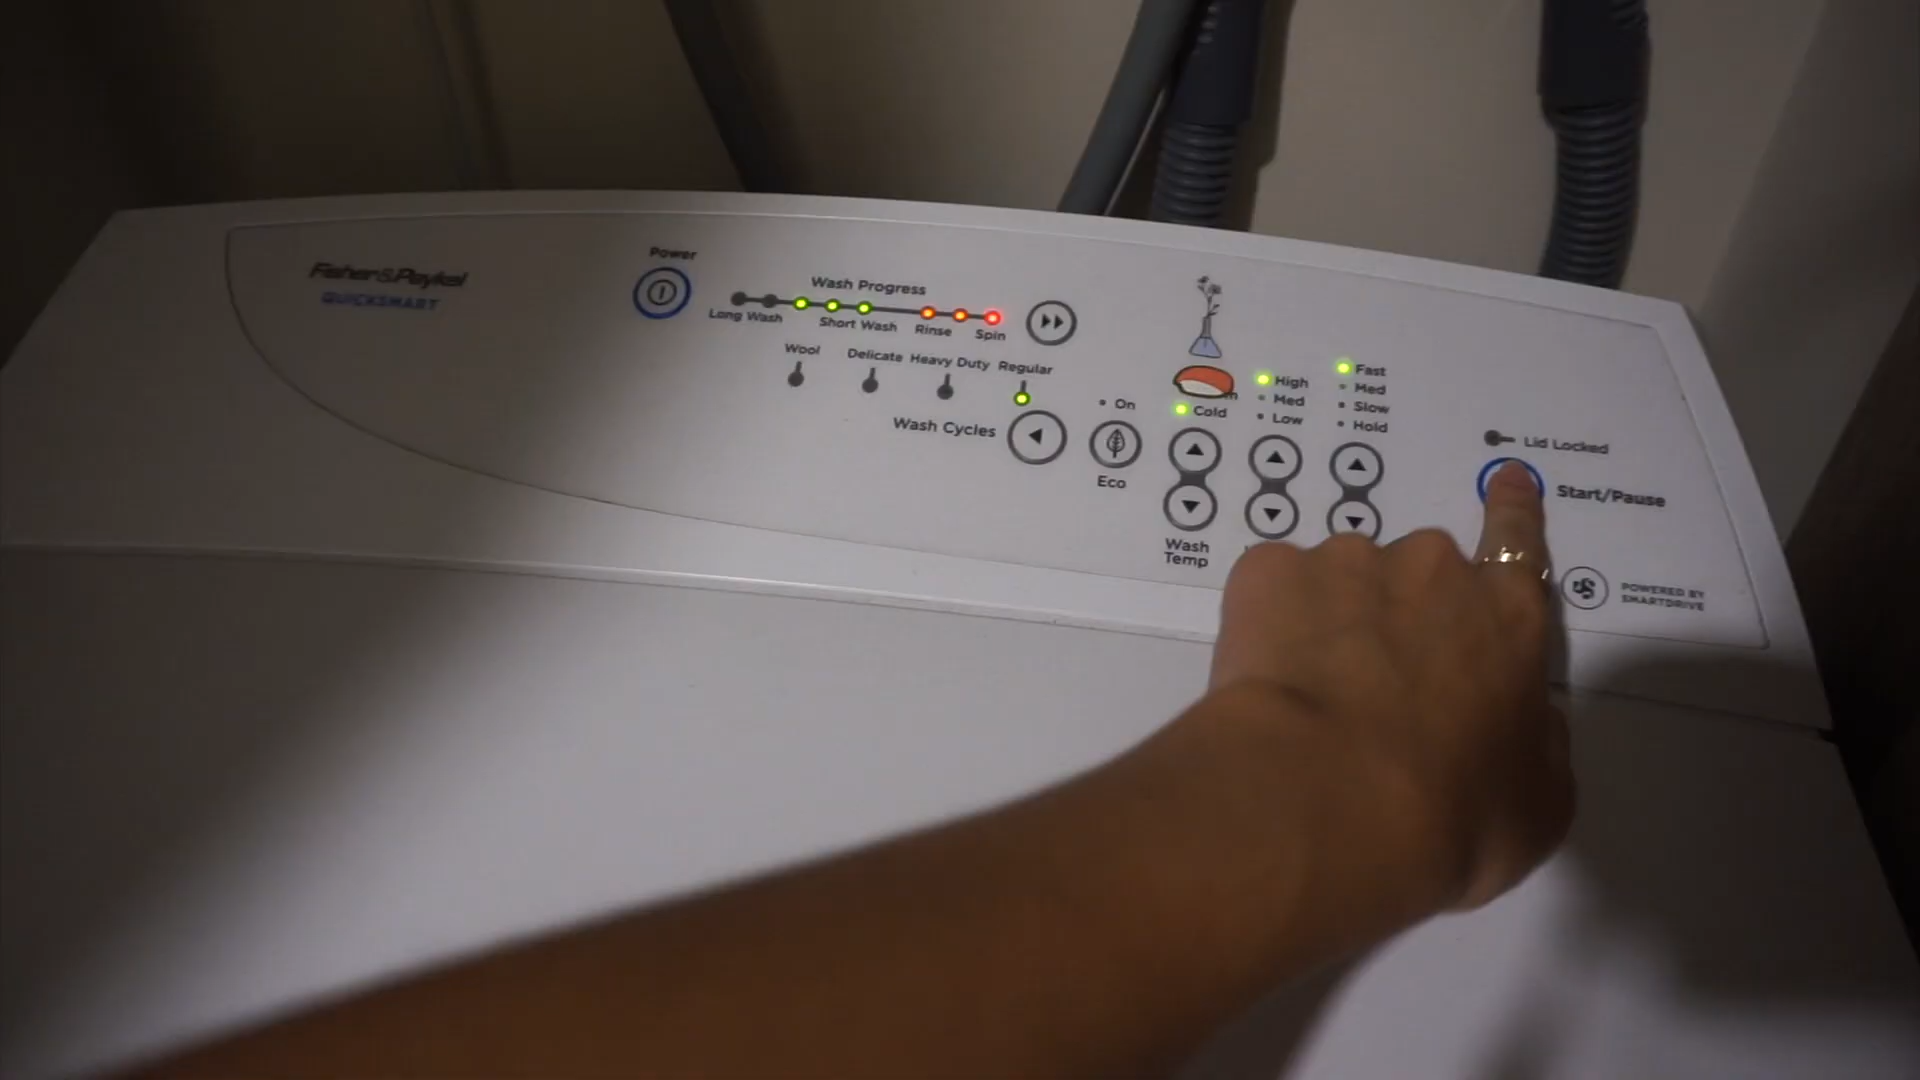 Fisher&Paykel
QUICKSMART
Power
Wash Progress
Long Wash
Short Wash
Rinse
Spin
Wool
Delicate
Heavy Duty
Regular
Wash Cycles
On
Eco
Cold
High
Med
Low
Fast
Med
Slow
Hold
Wash
Temp
Lid Locked
Start/Pause
POWERED BY
SMARTDRIVE